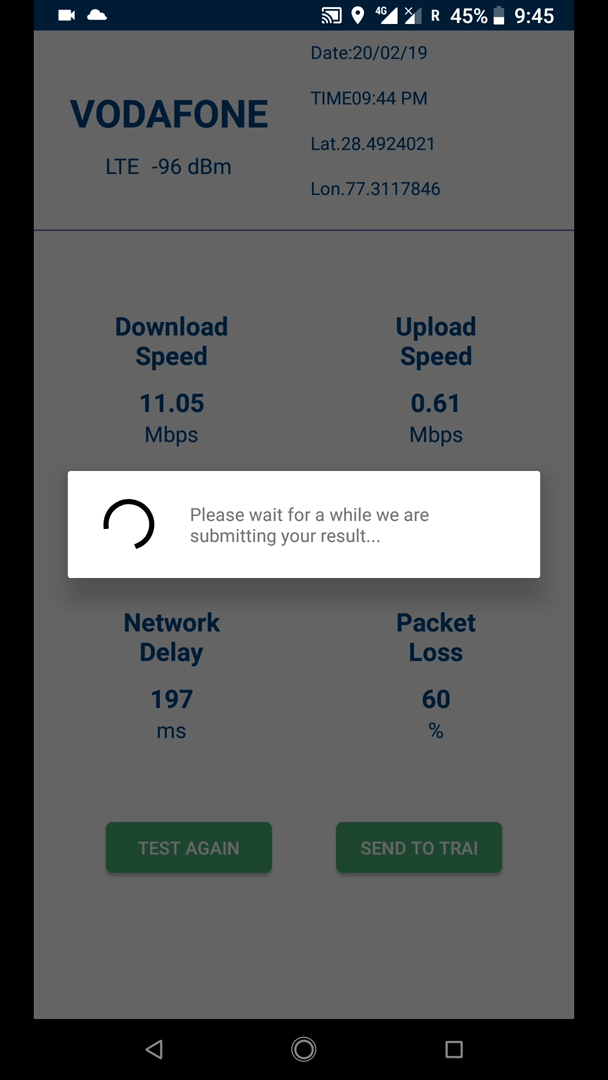 4G R 45% 9:45
VODAFONE
LTE -96 dBm
Date:20/02/19
TIME09:44 PM
Lat.28.4924021
Lon.77.3117846
Download
Speed
11.05
Mbps
Upload
Speed
0.61
Mbps
Please wait for a while we are
submitting your result...
Network
Delay
197
ms
Packet
Loss
60
%
TEST AGAIN
SEND TO TRAI